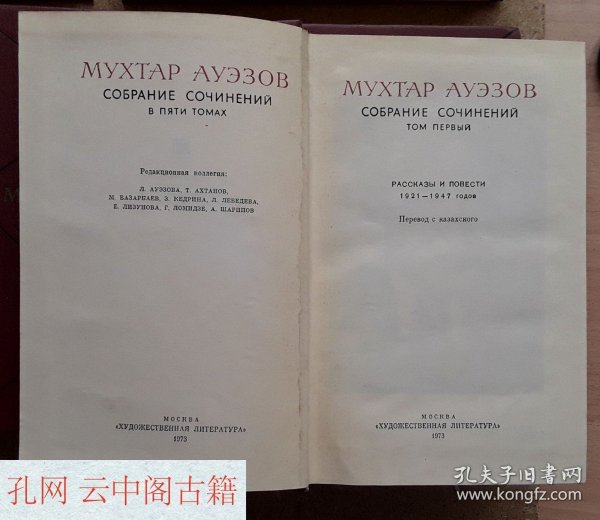 МУХТАР АУЭЗОВ
СОБРАНИЕ СОЧИНЕНИЙ
В ПЯТИ ТОМАХ
Редакционная коллегия:
Л. АУЭЗОВА, Т. АХТАНОВ,
М. БАЗАРБАЕВ, З. КЕДРИНА, Л. ЛЕБЕДЕВА,
Е. ЛИЗУНОВА, Г. ЛОМИДЗЕ, А. ШАРИПОВ
МОСКВА
«ХУДОЖЕСТВЕННАЯ ЛИТЕРАТУРА»
1973
МУХТАР АУЭЗОВ
СОБРАНИЕ СОЧИНЕНИЙ
ТОМ ПЕРВЫЙ
РАССКАЗЫ И ПОВЕСТИ
1921—1947 годов
Перевод с казахского
МОСКВА
«ХУДОЖЕСТВЕННАЯ ЛИТЕРАТУРА»
1973
孔网 云中阁古籍
孔夫子旧书网
www.kongfz.com